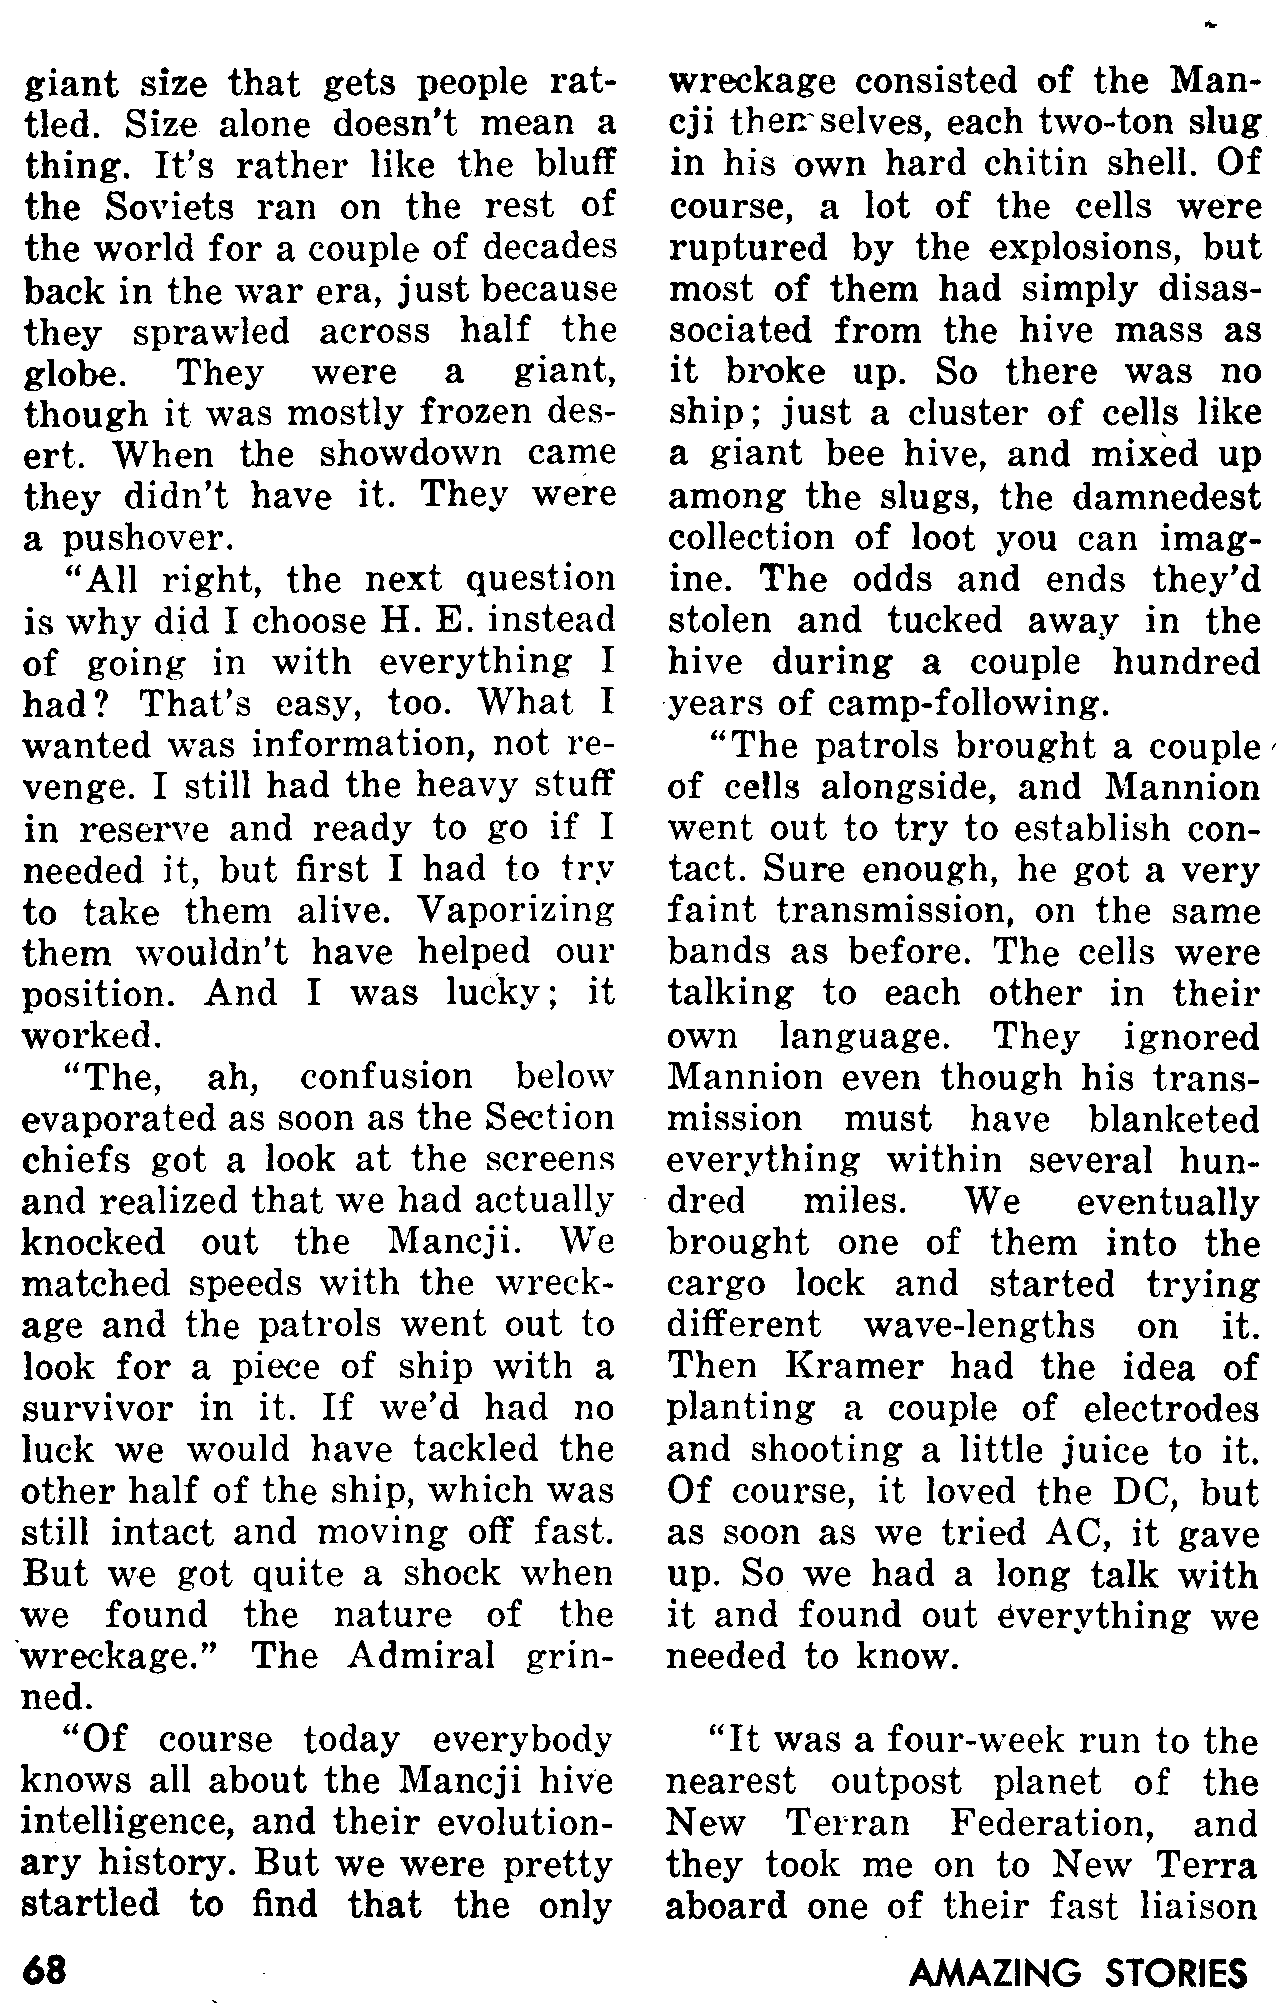 giant size that gets people rat-
tled. Size alone doesn't mean a
thing. It's rather like the bluff
the Soviets ran on the rest of
the world for a couple of decades
back in the war era, just because
they sprawled across half the
globe. They were a giant,
though it was mostly frozen des-
ert. When the showdown came
they didn't have it. They were
a pushover.
“All right, the next question
is why did I choose H. E. instead
of going in with everything I
had? That's easy, too. What I
wanted was information, not re-
venge. I still had the heavy stuff
in reserve and ready to go if I
needed it, but first I had to try
to take them alive. Vaporizing
them wouldn't have helped our
position. And I was lucky; it
worked.
“The, ah, confusion below
evaporated as soon as the Section
chiefs got a look at the screens
and realized that we had actually
knocked out the Mancji. We
matched speeds with the wreck-
age and the patrols went out to
look for a piece of ship with a
survivor in it. If we'd had no
luck we would have tackled the
other half of the ship, which was
still intact and moving off fast.
But we got quite a shock when
we found the nature of the
wreckage.” The Admiral grin-
ned.
“Of course today everybody
knows all about the Mancji hive
intelligence, and their evolution-
ary history. But we were pretty
startled to find that the only
wreckage consisted of the Man-
cji themselves, each two-ton slug
in his own hard chitin shell. Of
course, a lot of the cells were
ruptured by the explosions, but
most of them had simply disas-
sociated from the hive mass as
it broke up. So there was no
ship; just a cluster of cells like
a giant bee hive, and mixed up
among the slugs, the damnedest
collection of loot you can imag-
ine. The odds and ends they'd
stolen and tucked away in the
hive during a couple hundred
years of camp-following.
“The patrols brought a couple
of cells alongside, and Mannion
went out to try to establish con-
tact. Sure enough, he got a very
faint transmission, on the same
bands as before. The cells were
talking to each other in their
own language. They ignored
Mannion even though his trans-
mission must have blanketed
everything within several hun-
dred miles. We eventually
brought one of them into the
cargo lock and started trying
different wave-lengths on it.
Then Kramer had the idea of
planting a couple of electrodes
and shooting a little juice to it.
Of course, it loved the DC, but
as soon as we tried AC, it gave
up. So we had a long talk with
it and found out everything we
needed to know.
“It was a four-week run to the
nearest outpost planet of the
New Terran Federation, and
they took me on to New Terra
aboard one of their fast liaison
68
AMAZING STORIES